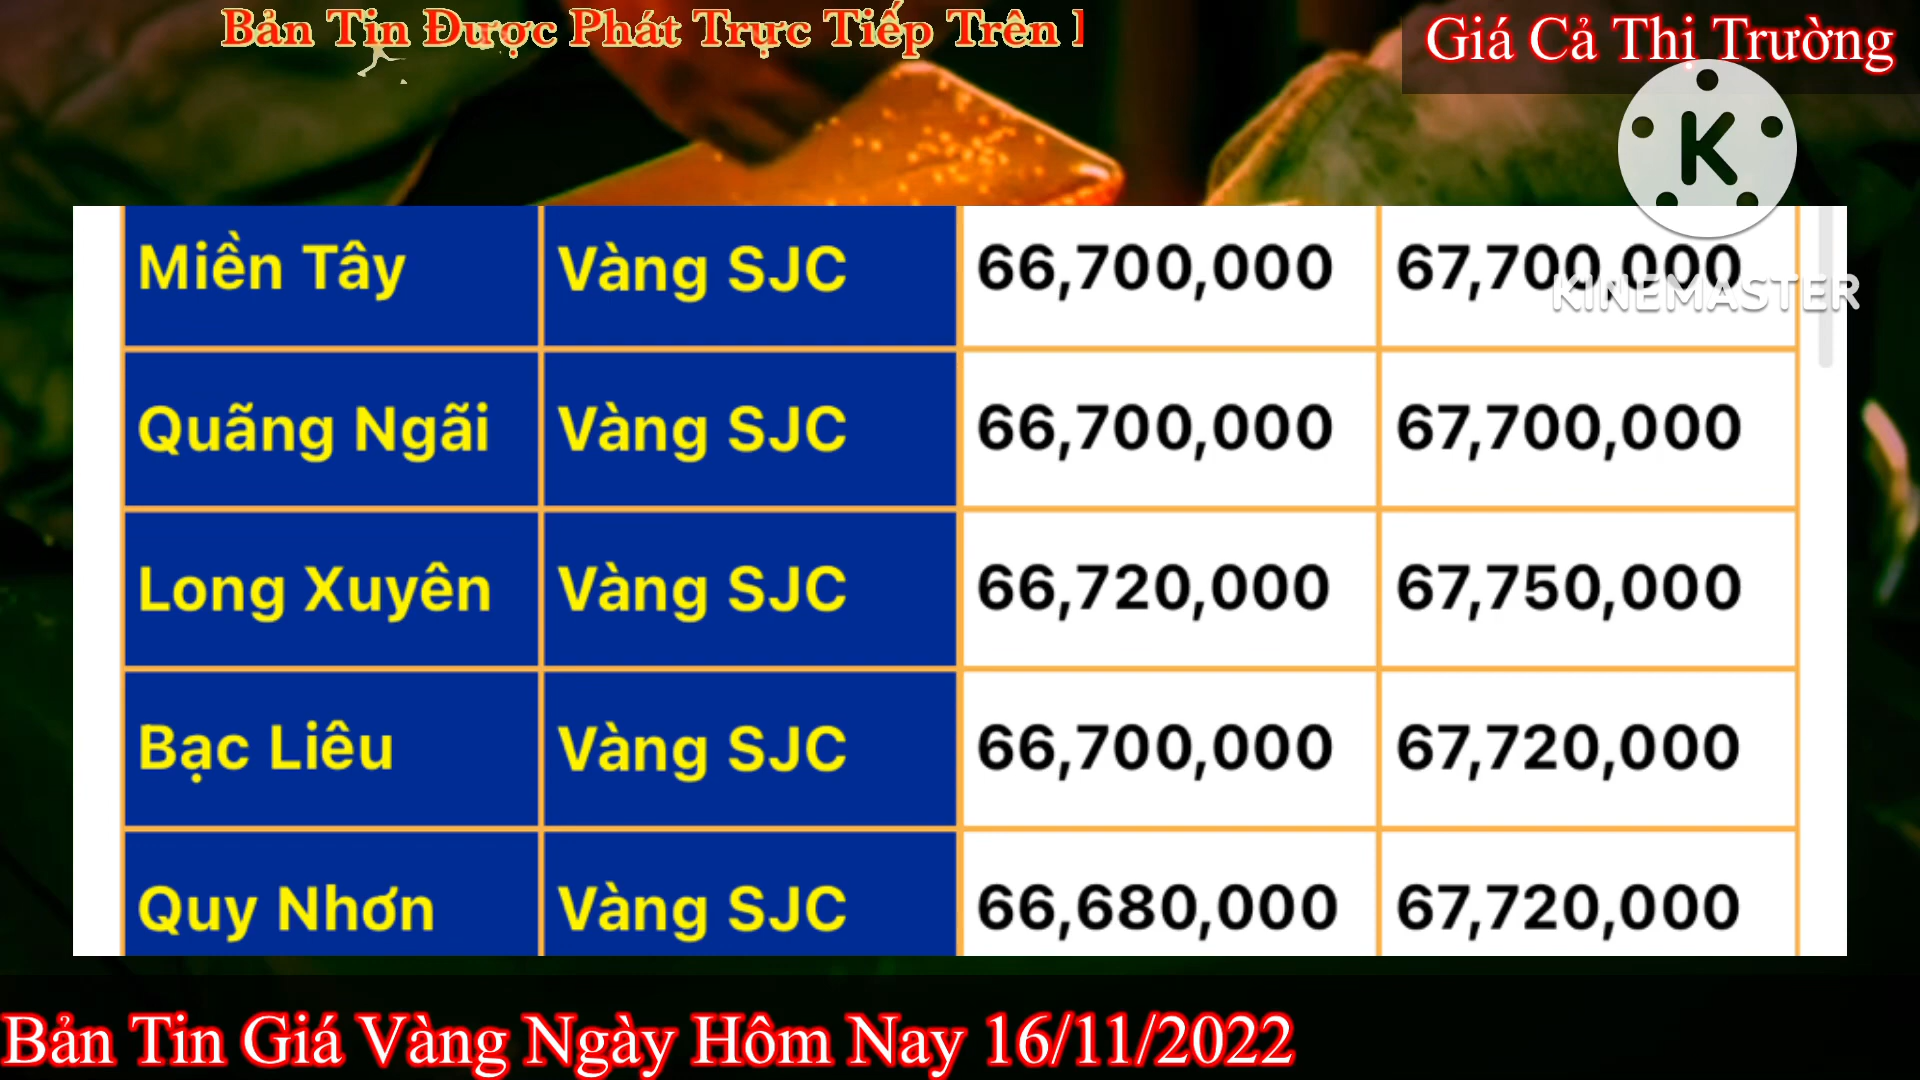 Bản Tin Được Phát Trực Tiếp Trên
Giá Cả Thi Trường
K
KINEMASTER
Miền Tây Vàng SJC 66,700,000 67,700,000
Quãng Ngãi Vàng SJC 66,700,000 67,700,000
Long Xuyên Vàng SJC 66,720,000 67,750,000
Bạc Liêu Vàng SJC 66,700,000 67,720,000
Quy Nhơn Vàng SJC 66,680,000 67,720,000
Bản Tin Giá Vàng Ngày Hôm Nay 16/11/2022